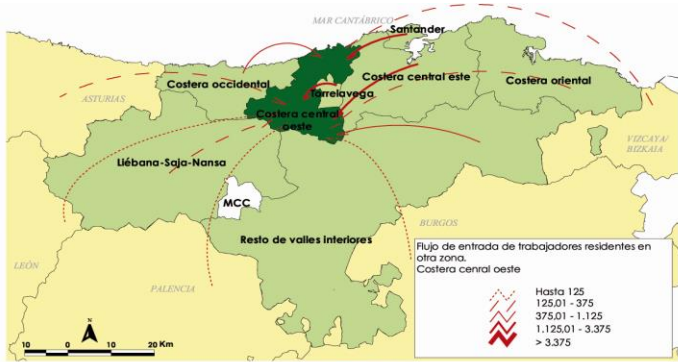 MAR CANTÁBRICO
Santander
Costera occidental
Costera central este
Costera oriental
ASTURIAS
Torrelavega
Costera central
oeste
VIZCAYA/
BIZKAIA
Liébana-Saja-Nansa
MCC
BURGOS
Resto de valles interiores
LEÓN
PALENCIA
Flujo de entrada de trabajadores residentes en
otra zona.
Costera cenral oeste
Hasta 125
125,01 - 375
375,01 - 1.125
1.125,01 - 3.375
> 3.375
N
10 0 10 20 Km